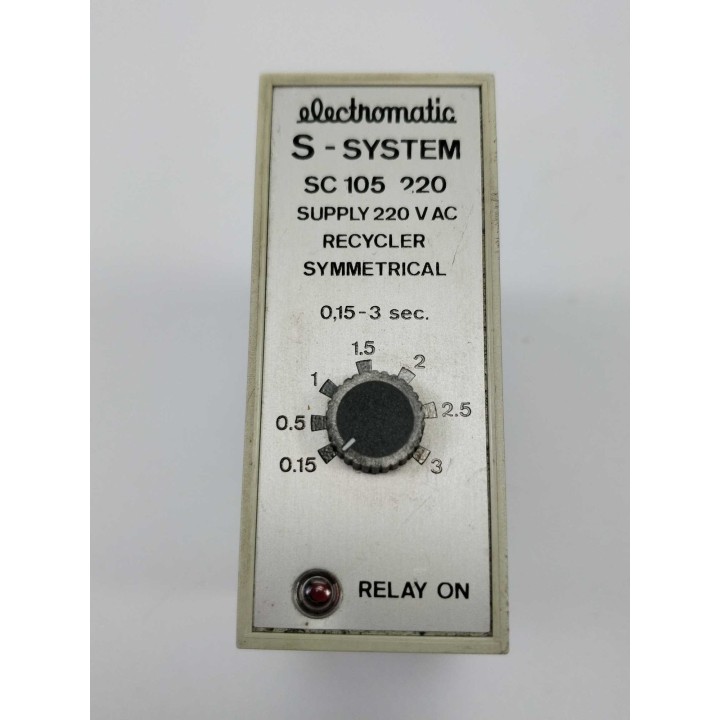 electromatic
S - SYSTEM
SC 105 220
SUPPLY 220 V AC
RECYCLER
SYMMETRICAL
0,15 - 3 sec.
1.5
2
1
2.5
0.5
0.15
3
RELAY ON